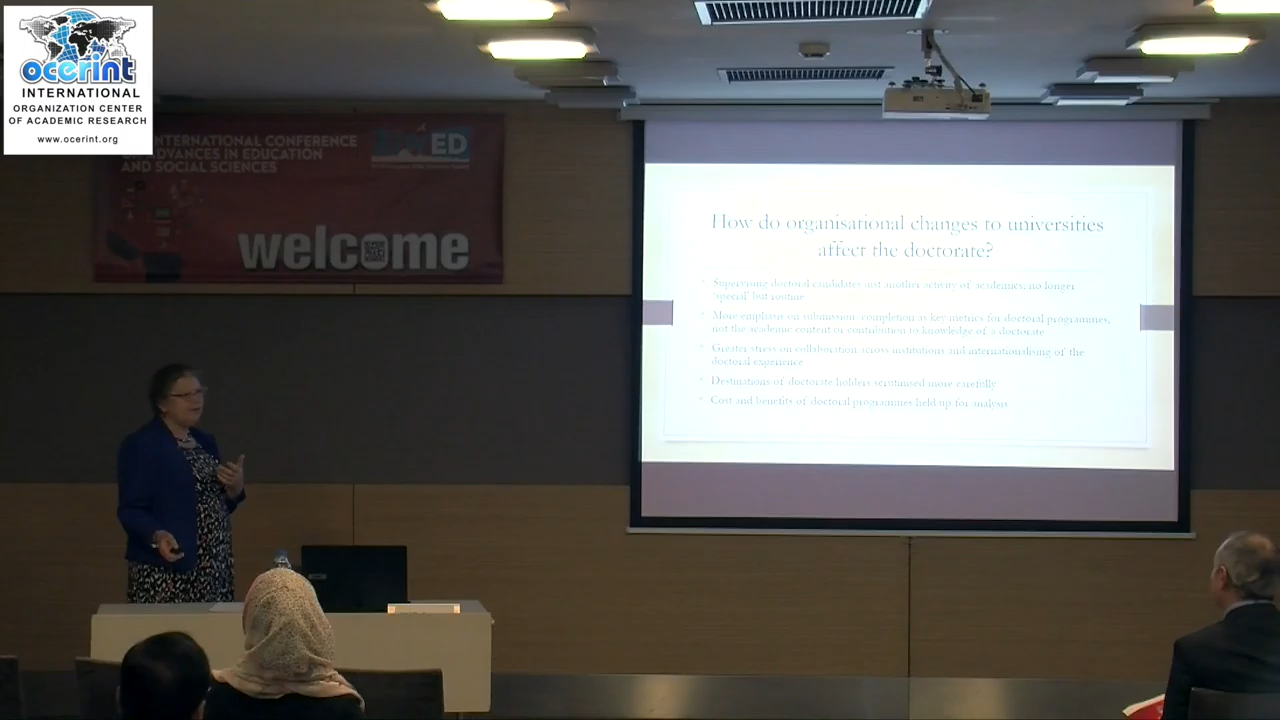 ocerint
INTERNATIONAL
ORGANIZATION CENTER
OF ACADEMIC RESEARCH
www.ocerint.org
INTERNATIONAL CONFERENCE
ADVANCES IN EDUCATION
AND SOCIAL SCIENCES
ED
welcome
How do organisational changes to universities
affect the doctorate?
Supervising doctoral candidates just another activity of academics; no longer
'special' but routine
More emphasis on submission/completion as key metrics for doctoral programmes,
not the academic content or contribution to knowledge of a doctorate
Greater stress on collaboration across institutions and internationalising of the
doctoral experience
Destinations of doctorate holders scrutinised more carefully
Cost and benefits of doctoral programmes held up for analysis